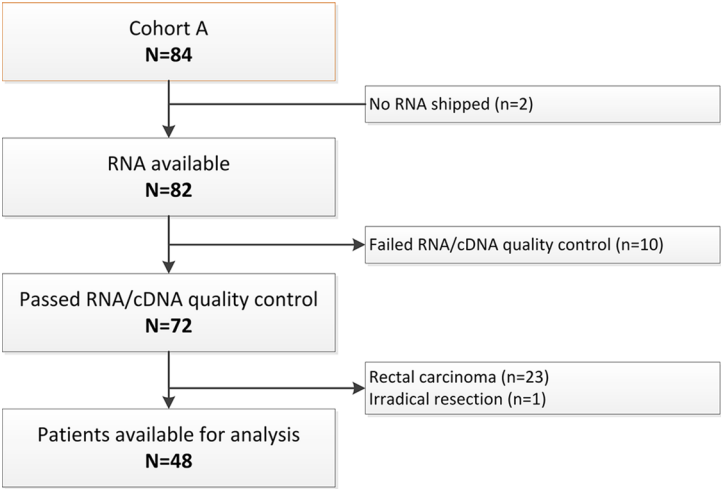 Cohort A
N=84
No RNA shipped (n=2)
RNA available
N=82
Failed RNA/cDNA quality control (n=10)
Passed RNA/cDNA quality control
N=72
Rectal carcinoma (n=23)
Irradical resection (n=1)
Patients available for analysis
N=48